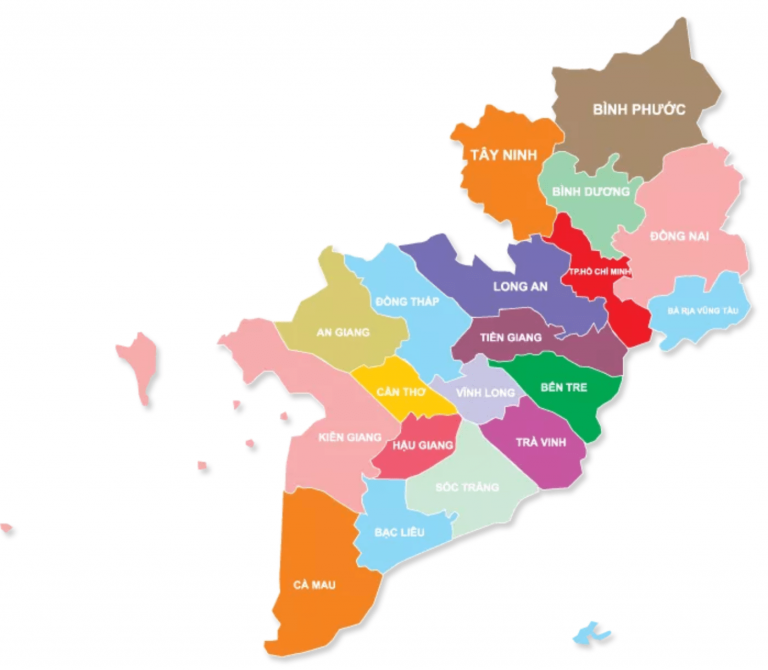 BÌNH PHƯỚC
TÂY NINH
BÌNH DƯƠNG
ĐỒNG NAI
TP.HỒ CHÍ MINH
LONG AN
ĐỒNG THÁP
BÀ RỊA VŨNG TÀU
AN GIANG
TIỀN GIANG
CẦN THƠ
VĨNH LONG
BẾN TRE
KIÊN GIANG
HẬU GIANG
TRÀ VINH
SÓC TRĂNG
BẠC LIÊU
CÀ MAU